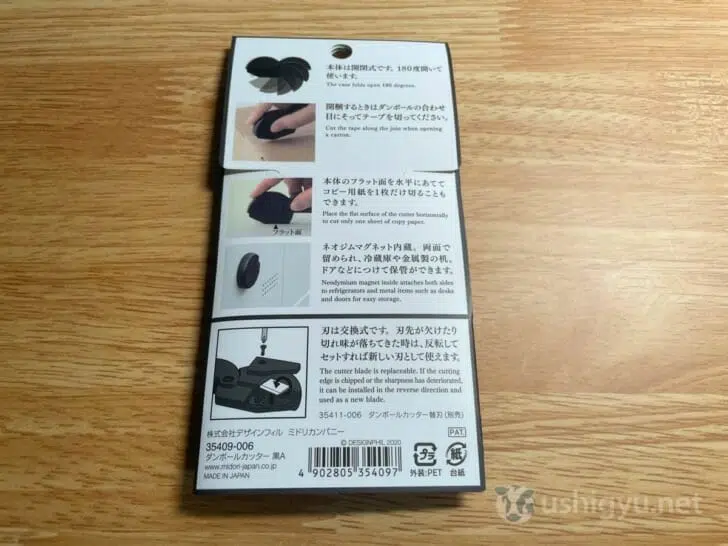 本体は開閉式です。180度開いて
使います。
The case folds open 180 degrees.
開梱するときはダンボールの合わせ
目にそってテープを切ってください。
Cut the tape along the join when opening
a carton.
本体のフラット面を水平にあてて
コピー用紙を1枚だけ切ることも
できます。
Place the flat surface of the cutter horizontally
to cut only one sheet of copy paper.
フラット面
ネオジムマグネット内蔵。両面で
留められ、冷蔵庫や金属製の机、
ドアなどにつけて保管ができます。
Neodymium magnet inside attaches both sides
to refrigerators and metal items such as desks
and doors for easy storage.
刃は交換式です。刃先が欠けたり
切れ味が落ちてきた時は、反転して
セットすれば新しい刃として使えます。
The cutter blade is replaceable. If the cutting
edge is chipped or the sharpness has deteriorated,
it can be installed in the reverse direction and
used as a new blade.
35411-006 ダンボールカッター替刃(別売)
株式会社デザインフィル ミドリカンパニー
PAT.
35409-006
ダンボールカッター 黒A
www.midori-japan.co.jp
MADE IN JAPAN
© DESIGNPHIL 2020
4 902805 354097
プラ
外装:PET
紙
台紙
ushigyu.net